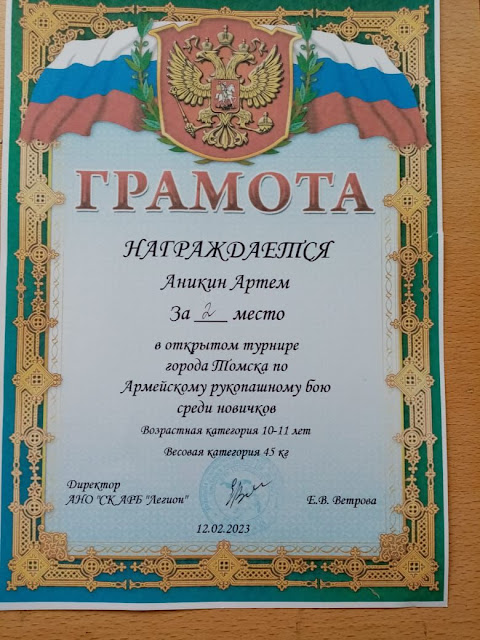 ГРАМОТА
НАГРАЖДАЕТСЯ
Аникин Артем
За 2 место
в открытом турнире
города Томска по
Армейскому рукопашному бою
среди новичков
Возрастная категория 10-11 лет
Весовая категория 45 кг
Директор
АНО "СК АРБ "Легион" Е.В. Ветрова
12.02.2023